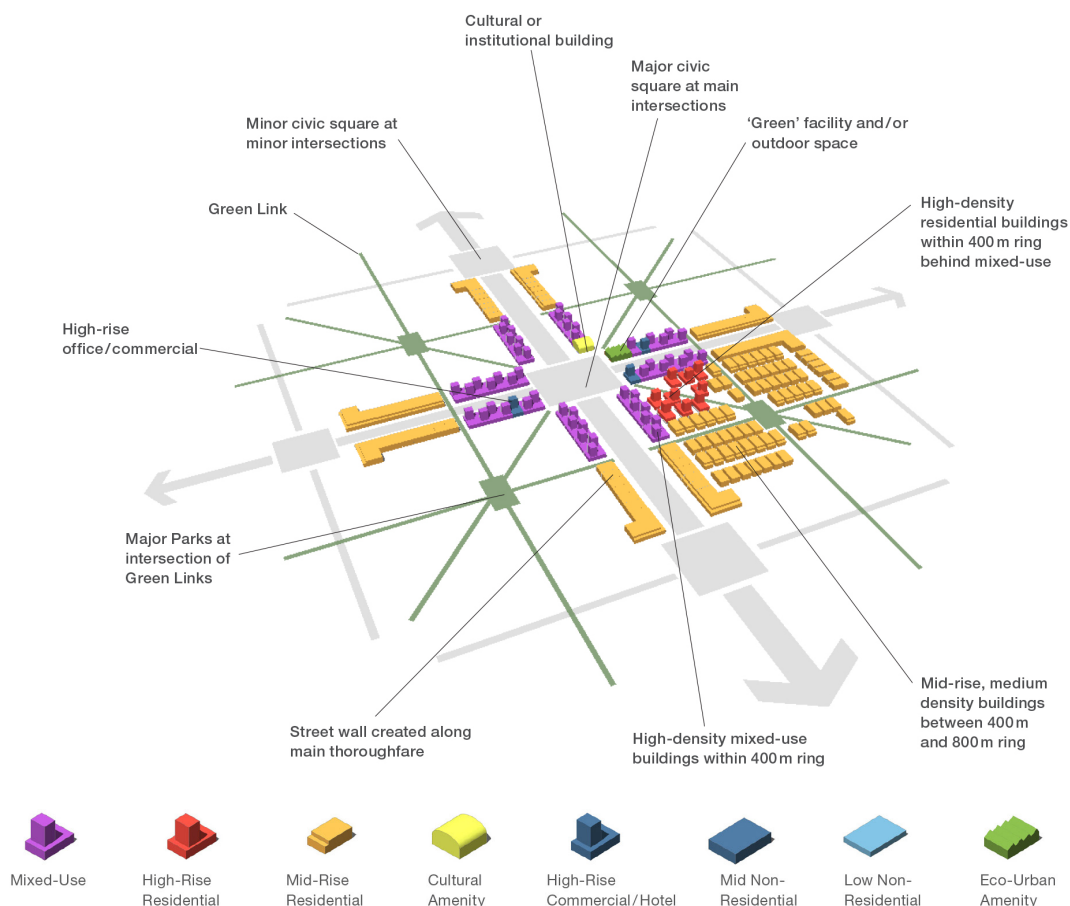 Cultural or
institutional building
Major civic
square at main
intersections
Minor civic square at
minor intersections
‘Green’ facility and/or
outdoor space
Green Link
High-density
residential buildings
within 400 m ring
behind mixed-use
High-rise
office/commercial
Major Parks at
intersection of
Green Links
Street wall created along
main thoroughfare
High-density mixed-use
buildings within 400 m ring
Mid-rise, medium
density buildings
between 400 m
and 800 m ring
Mixed-Use
High-Rise
Residential
Mid-Rise
Residential
Cultural
Amenity
High-Rise
Commercial/Hotel
Mid Non-
Residential
Low Non-
Residential
Eco-Urban
Amenity